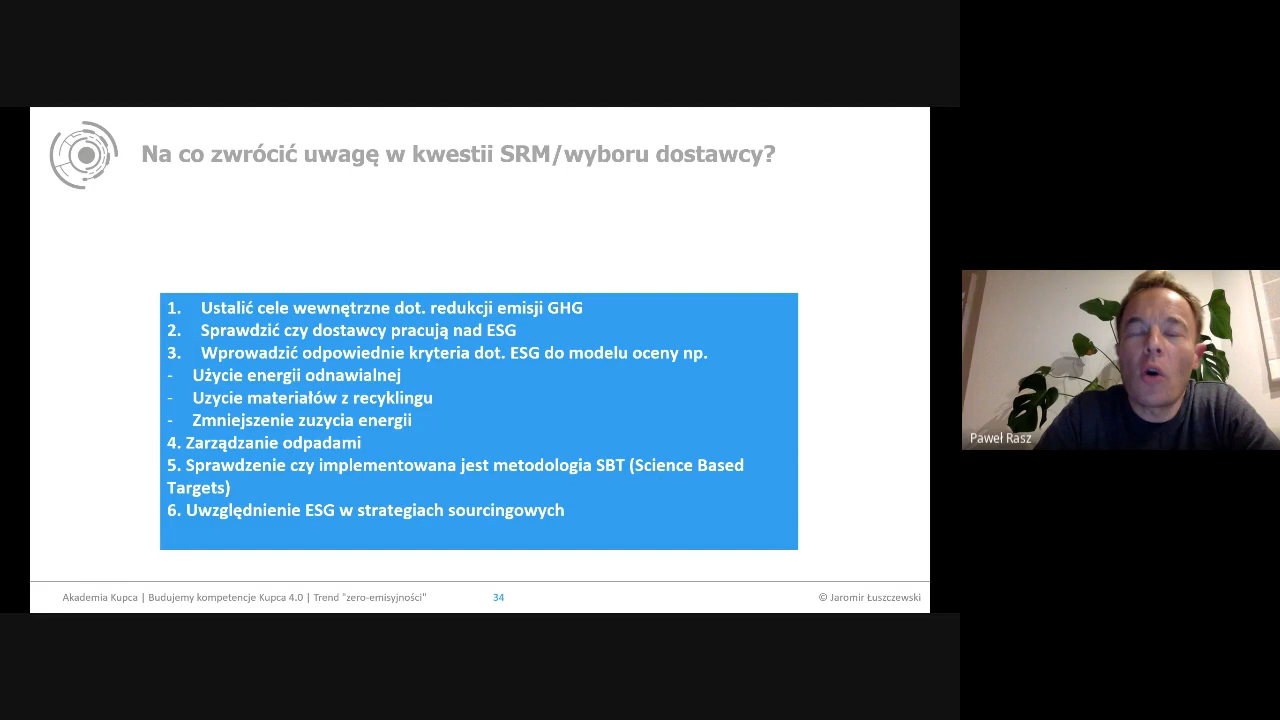 Na co zwrócić uwagę w kwestii SRM/wyboru dostawcy?
1. Ustalić cele wewnętrzne dot. redukcji emisji GHG
2. Sprawdzić czy dostawcy pracują nad ESG
3. Wprowadzić odpowiednie kryteria dot. ESG do modelu oceny np.
- Użycie energii odnawialnej
- Uzycie materiałów z recyklingu
- Zmniejszenie zuzycia energii
4. Zarządzanie odpadami
5. Sprawdzenie czy implementowana jest metodologia SBT (Science Based
Targets)
6. Uwzględnienie ESG w strategiach sourcingowych
Akademia Kupca | Budujemy kompetencje Kupca 4.0 | Trend "zero-emisyjności" 34 © Jaromir Łuszczewski
Paweł Rasz